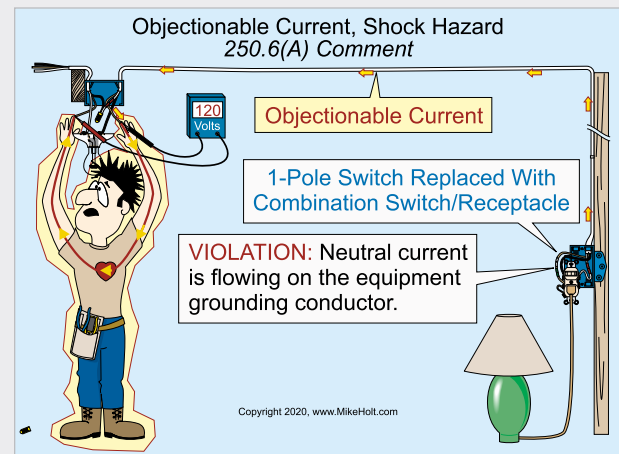 Objectionable Current, Shock Hazard
250.6(A) Comment
120
Volts
Objectionable Current
1-Pole Switch Replaced With
Combination Switch/Receptacle
VIOLATION: Neutral current
is flowing on the equipment
grounding conductor.
Copyright 2020, www.MikeHolt.com